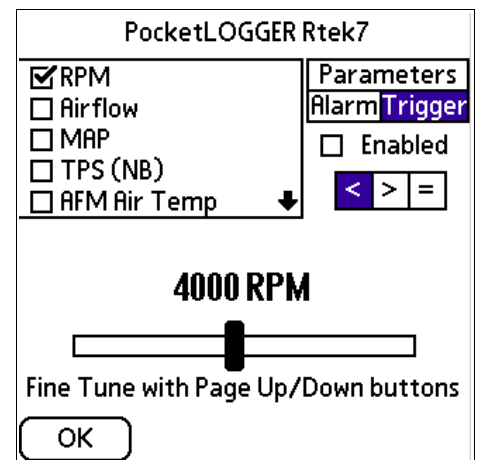 PocketLOGGER Rtek7
RPM
Airflow
MAP
TPS (NB)
AFM Air Temp
Parameters
Alarm Trigger
Enabled
< > =
4000 RPM
Fine Tune with Page Up/Down buttons
OK